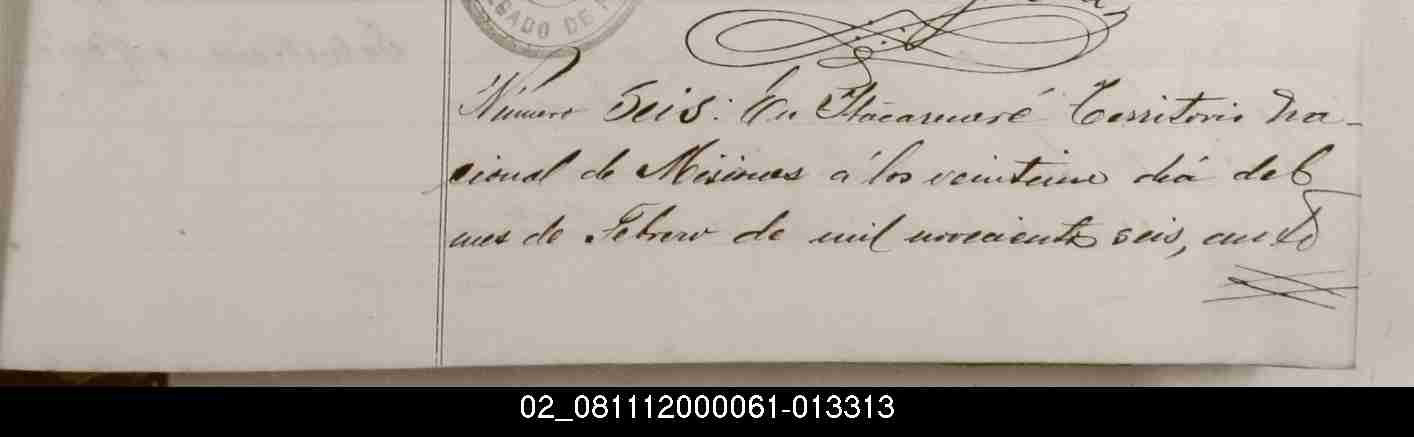 GADO DE
Número Seis: En Itacaruaré Territorio Na-
cional de Misiones á los veintiun dia del
mes de Febrero de mil novecientos seis, ante
02_081112000061-013313